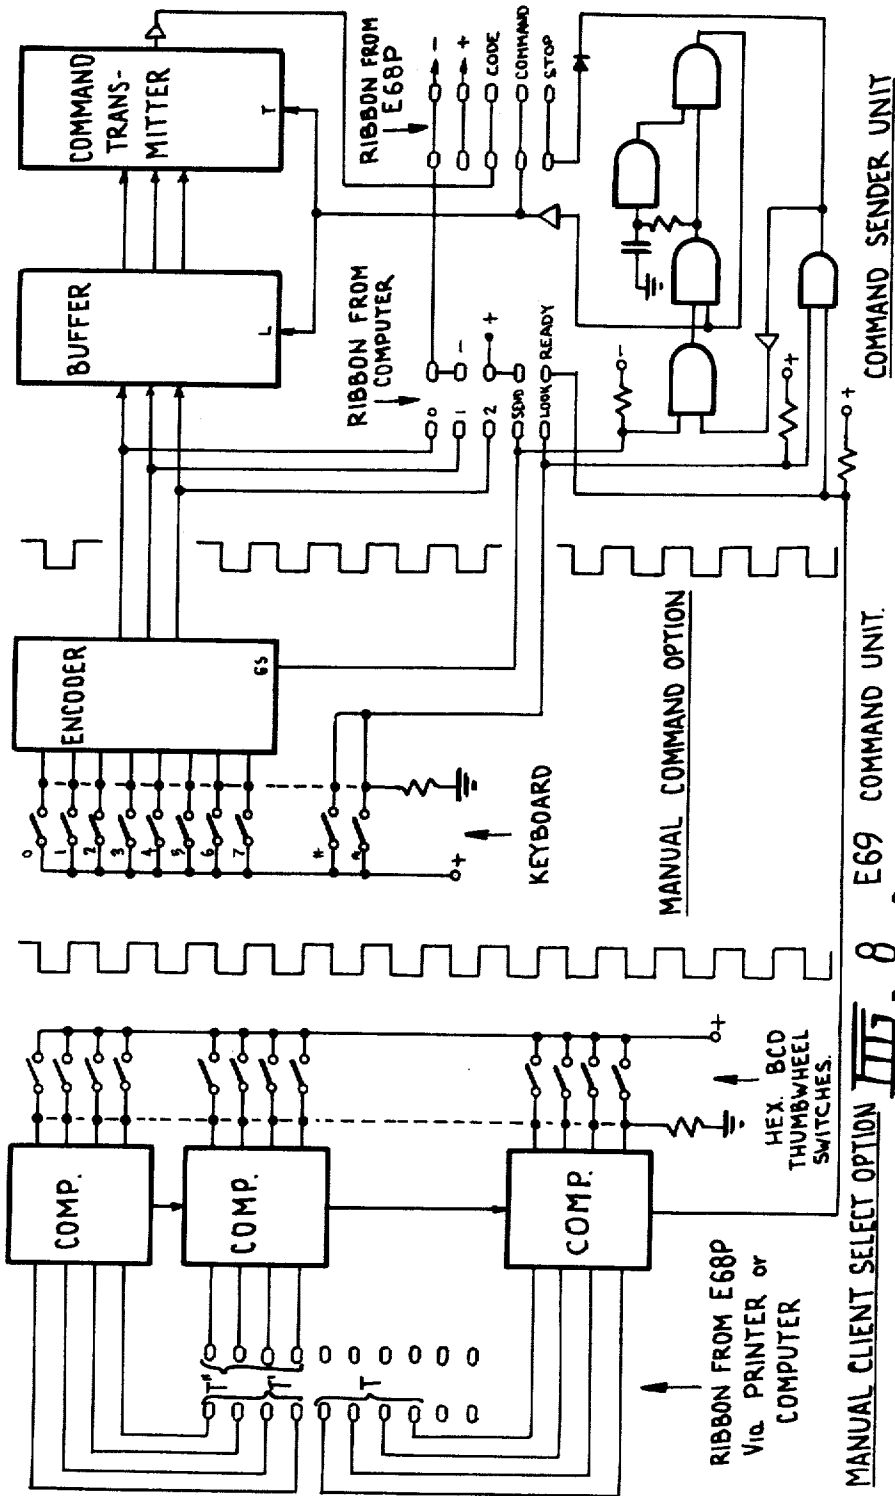 COMP.
COMP.
COMP.
T"
T'
T
RIBBON FROM E68P
Via PRINTER or
COMPUTER
+
HEX. BCD
THUMBWHEEL
SWITCHES.
MANUAL CLIENT SELECT OPTION
0
1
2
3
4
5
6
7
+
ENCODER
GS
KEYBOARD
MANUAL COMMAND OPTION
BUFFER
L
COMMAND
TRANS-
MITTER
T
RIBBON FROM
COMPUTER
0
1
2
SEND
LOOK
-
+
READY
RIBBON FROM
E68P
-
+
CODE
COMMAND
STOP
-
+
+
COMMAND SENDER UNIT
III. 8 E69 COMMAND UNIT.